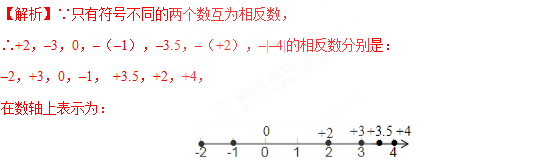 【解析】∵只有符号不同的两个数互为相反数，
∴+2，–3，0，–（–1），–3.5，–（+2），–|–4|的相反数分别是：
–2，+3，0，–1， +3.5，+2，+4，
在数轴上表示为：
0 +2 +3 +3.5 +4
-2 -1 0 1 2 3 4